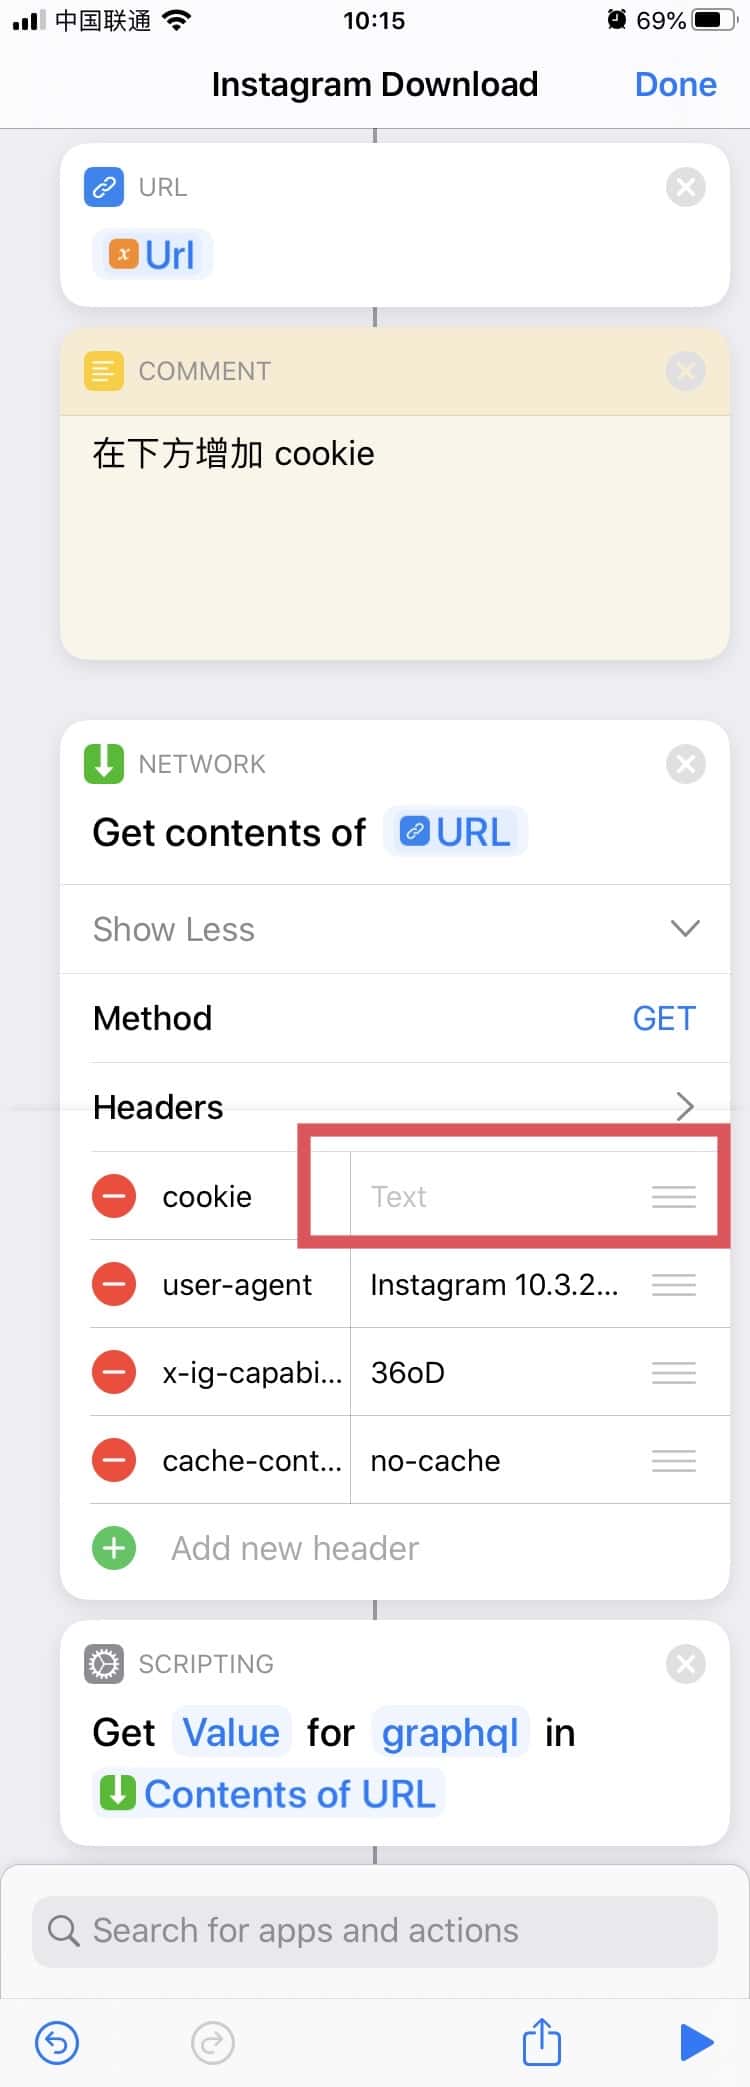 中国联通 10:15 69%
Instagram Download Done
URL
x Url
COMMENT
在下方增加 cookie
NETWORK
Get contents of URL
Show Less
Method GET
Headers
cookie Text
user-agent Instagram 10.3.2...
x-ig-capabi... 36oD
cache-cont... no-cache
Add new header
SCRIPTING
Get Value for graphql in
Contents of URL
Search for apps and actions